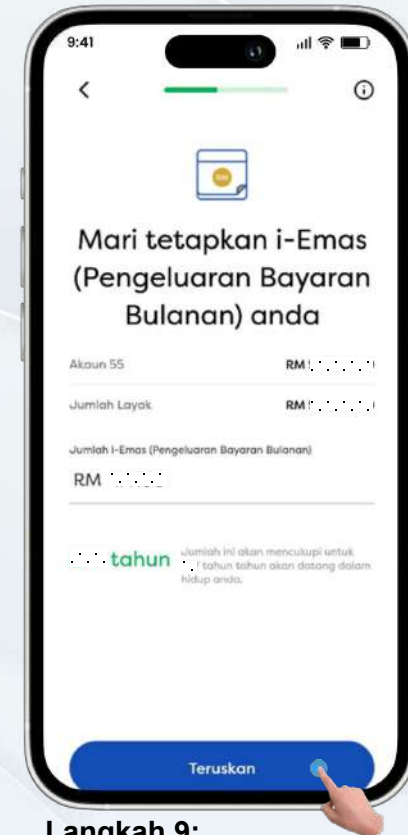 9:41
Mari tetapkan i-Emas
(Pengeluaran Bayaran
Bulanan) anda
Akaun 55 RM
Jumlah Layak RM
Jumlah i-Emas (Pengeluaran Bayaran Bulanan)
RM
tahun
Jumlah ini akan mencukupi untuk
tahun tahun akan datang dalam
hidup anda.
Teruskan
Langkah 9: